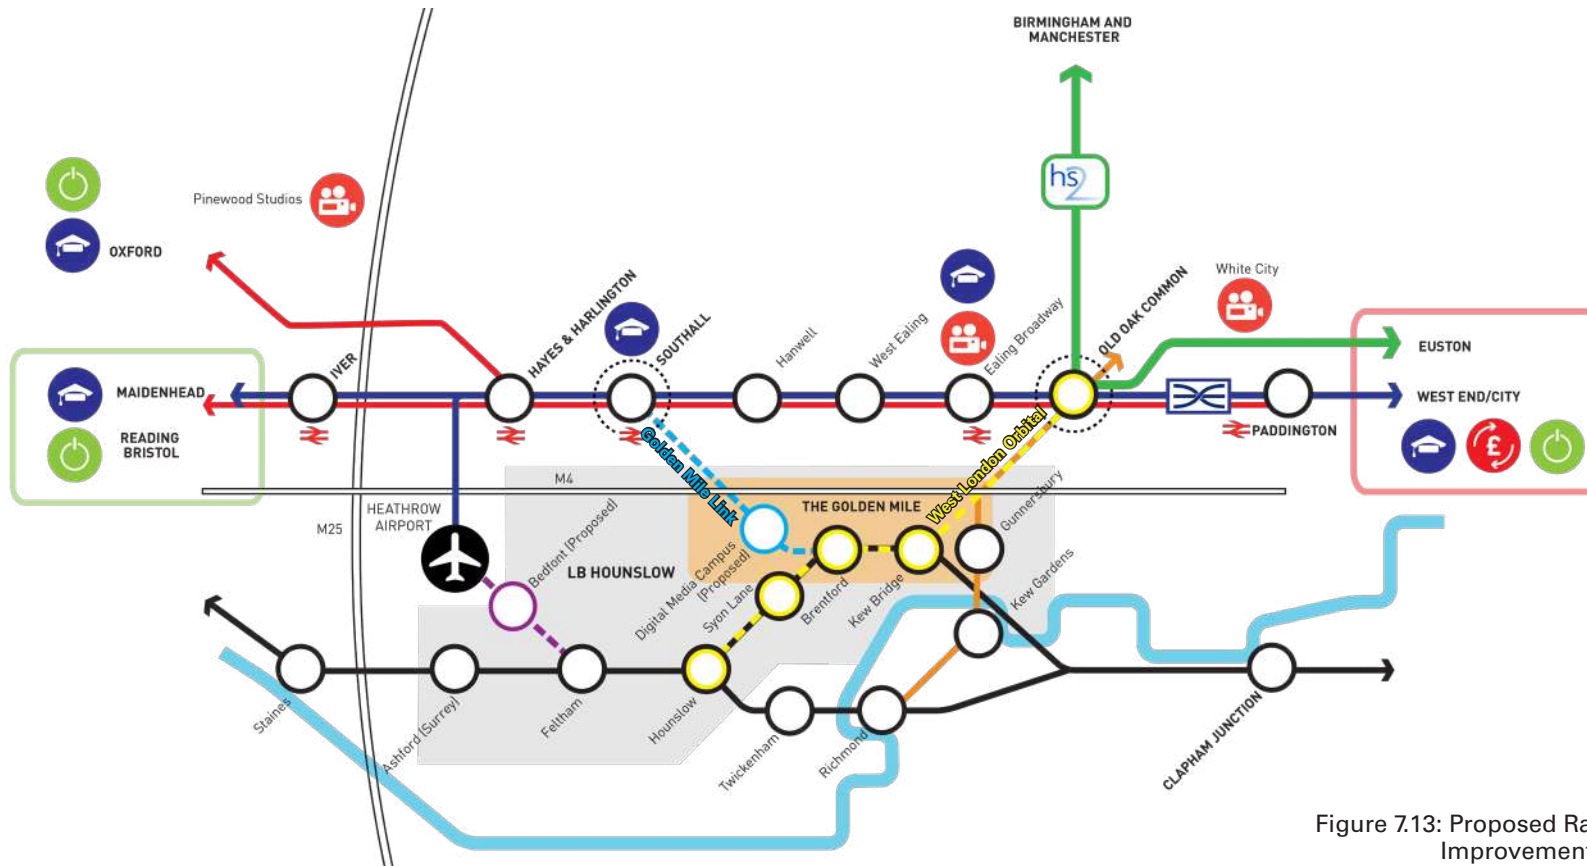 BIRMINGHAM AND
MANCHESTER
hs2
Pinewood Studios
OXFORD
White City
IVER
HAYES & HARLINGTON
SOUTHALL
Hanwell
West Ealing
Ealing Broadway
OLD OAK COMMON
EUSTON
MAIDENHEAD
WEST END/CITY
READING
BRISTOL
PADDINGTON
£
Golden Mile Link
West London Orbital
M4
M25
HEATHROW
AIRPORT
THE GOLDEN MILE
Gunnersbury
Bedfont (Proposed)
LB HOUNSLOW
Digital Media Campus
(Proposed)
Syon Lane
Brentford
Kew Bridge
Kew Gardens
Staines
Ashford (Surrey)
Feltham
Hounslow
Twickenham
Richmond
CLAPHAM JUNCTION
Figure 7.13: Proposed Ra
Improvement